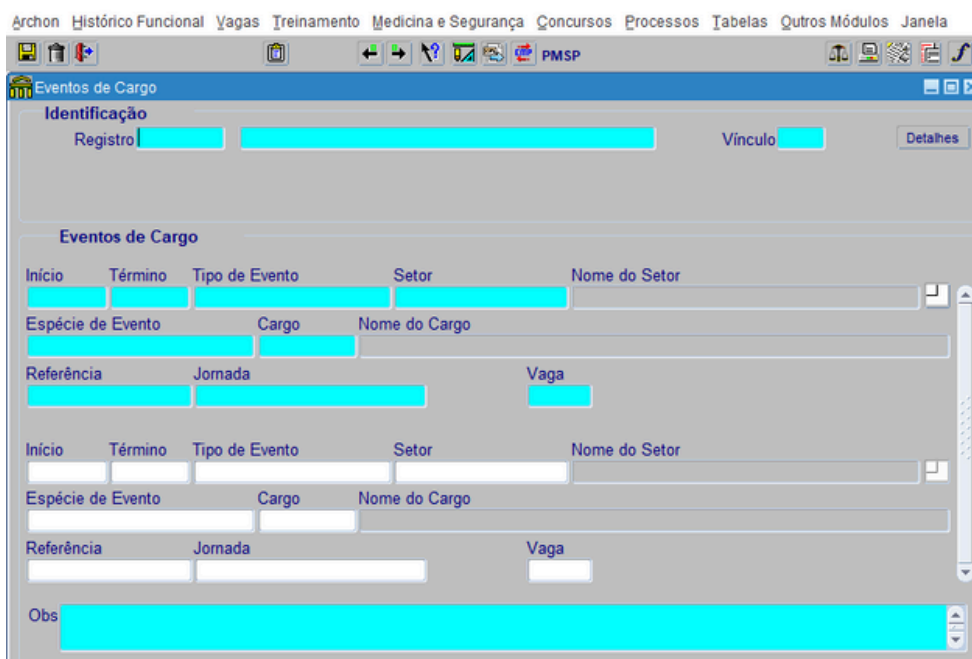 Archon Histórico Funcional Vagas Treinamento Medicina e Segurança Concursos Processos Tabelas Outros Módulos Janela
PMSP
Eventos de Cargo
Identificação
Registro Vínculo Detalhes
Eventos de Cargo
Início Término Tipo de Evento Setor Nome do Setor
Espécie de Evento Cargo Nome do Cargo
Referência Jornada Vaga
Início Término Tipo de Evento Setor Nome do Setor
Espécie de Evento Cargo Nome do Cargo
Referência Jornada Vaga
Obs